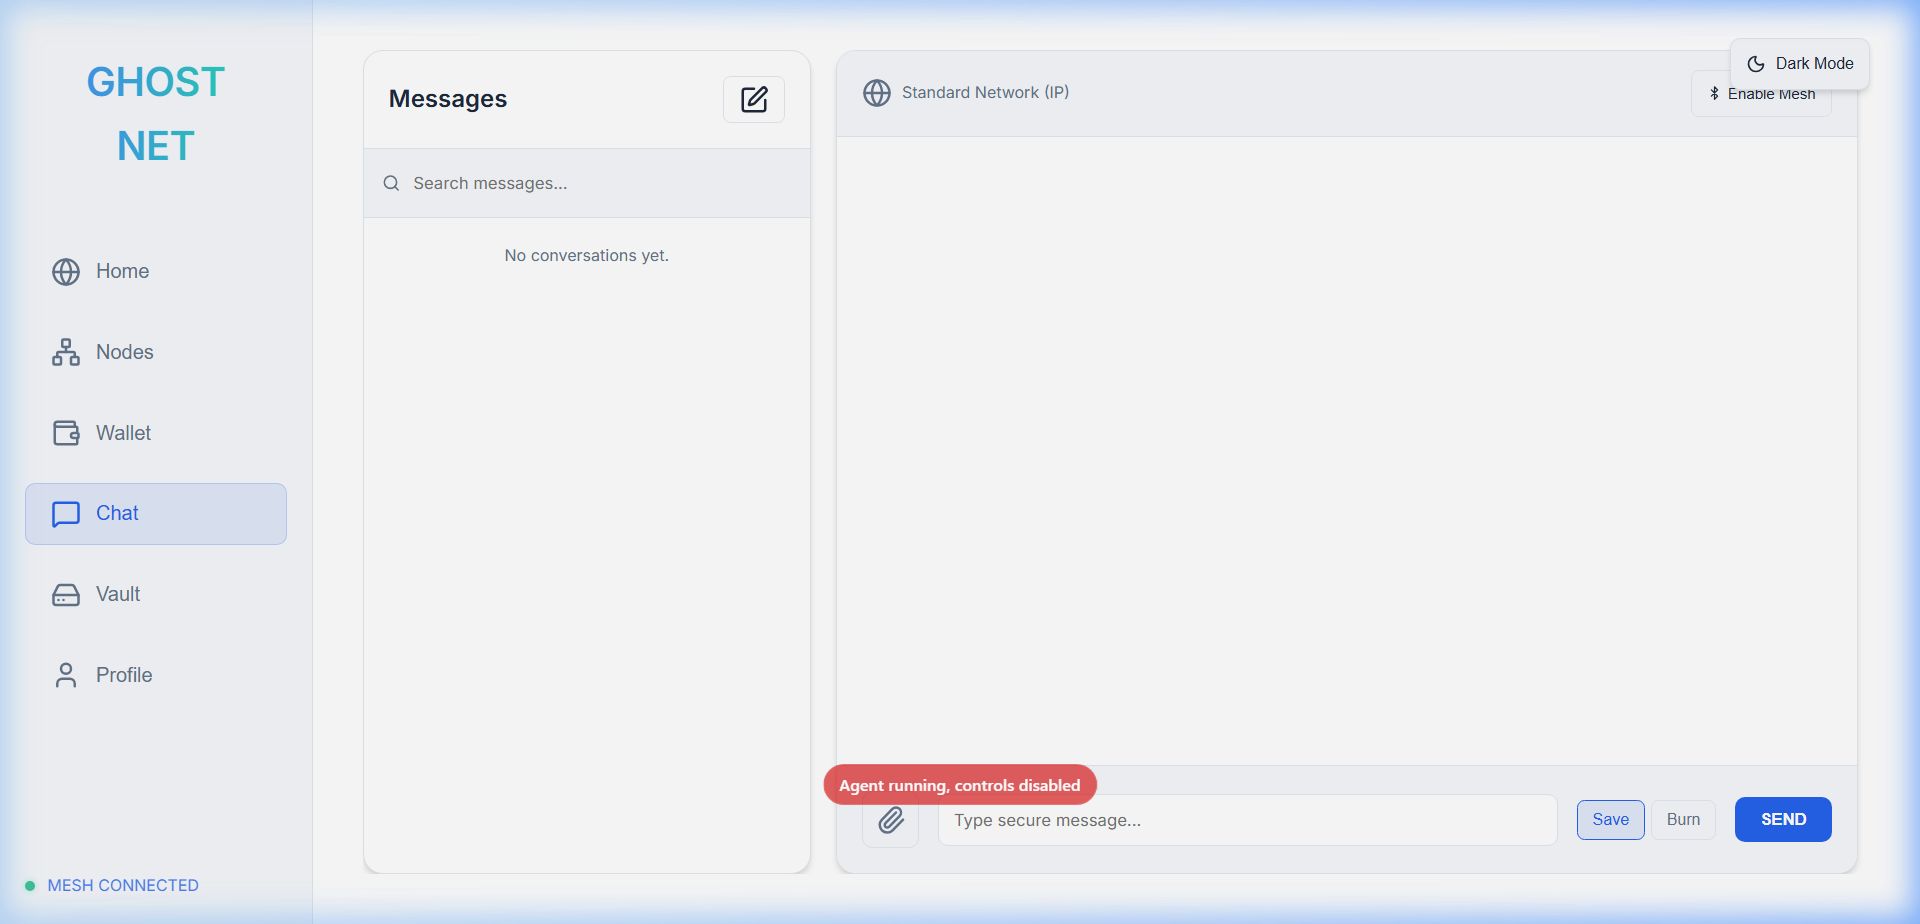 GHOST
NET
Home
Nodes
Wallet
Chat
Vault
Profile
MESH CONNECTED
Messages
Search messages...
No conversations yet.
Standard Network (IP)
Dark Mode
Enable Mesh
Agent running, controls disabled
Type secure message...
Save
Burn
SEND